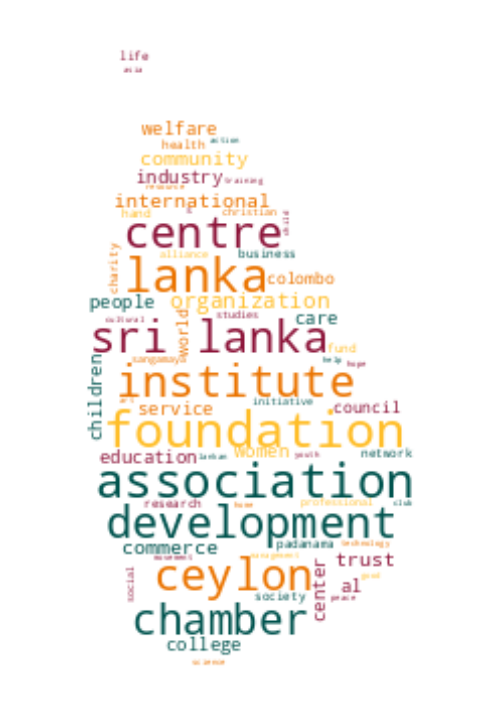 life
asia
welfare
action
health
community
industry
training
resource
international
hand
christian
child
centre
charity
alliance
business
lanka
colombo
people
organization
cultural
studies
care
world
sri lanka
fund
sangamaya
help
hope
children
institute
initiative
service
council
foundation
women
education
lankan
youth
network
association
research
home
professional
club
development
padanama
technology
commerce
movement
management
trust
ceylon
good
social
center
al
society
peace
chamber
college
science